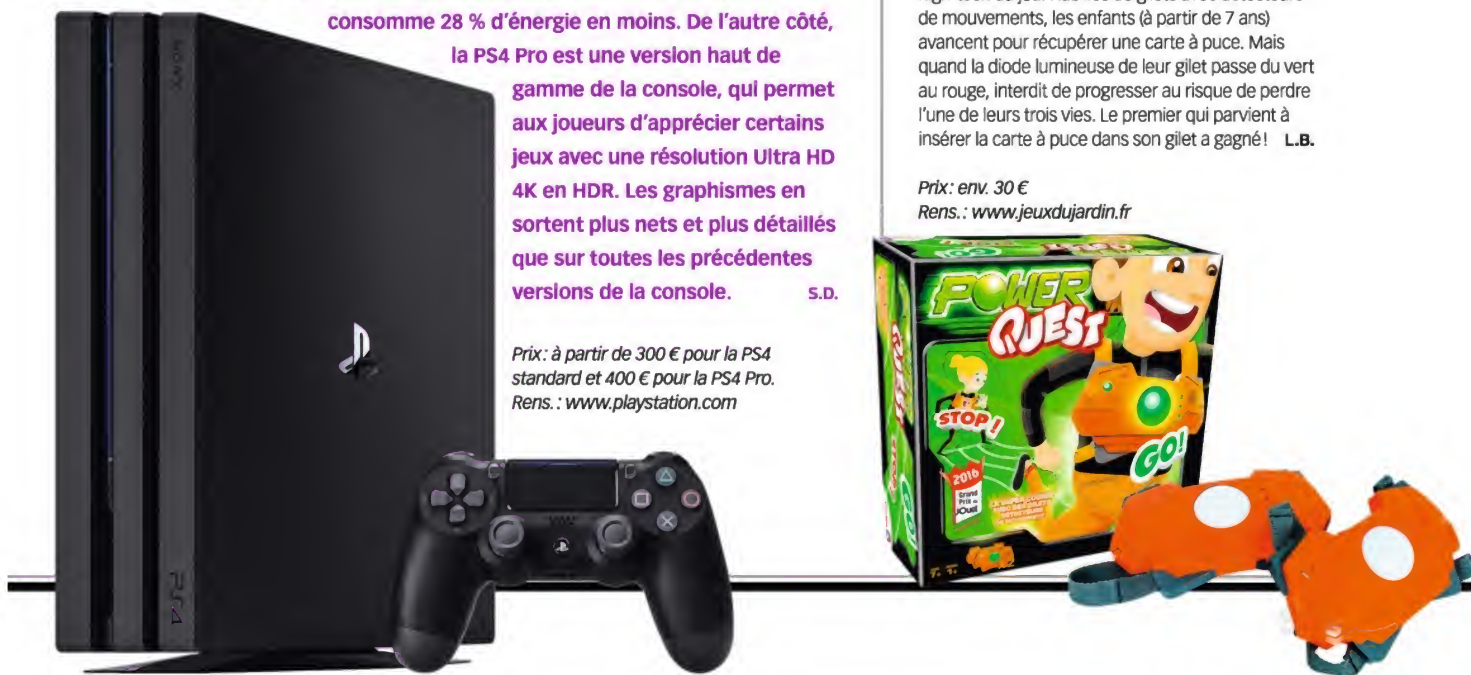 consomme 28 % d'énergie en moins. De l'autre côté,
la PS4 Pro est une version haut de
gamme de la console, qui permet
aux joueurs d'apprécier certains
jeux avec une résolution Ultra HD
4K en HDR. Les graphismes en
sortent plus nets et plus détaillés
que sur toutes les précédentes
versions de la console. S.D.
Prix : à partir de 300 € pour la PS4
standard et 400 € pour la PS4 Pro.
Rens. : www.playstation.com
SONY
PS4
de mouvements, les enfants (à partir de 7 ans)
avancent pour récupérer une carte à puce. Mais
quand la diode lumineuse de leur gilet passe du vert
au rouge, interdit de progresser au risque de perdre
l'une de leurs trois vies. Le premier qui parvient à
insérer la carte à puce dans son gilet a gagné ! L.B.
Prix : env. 30 €
Rens. : www.jeuxdujardin.fr
POWER
QUEST
STOP !
GO!
2016
Grand
Prix du
Jouet